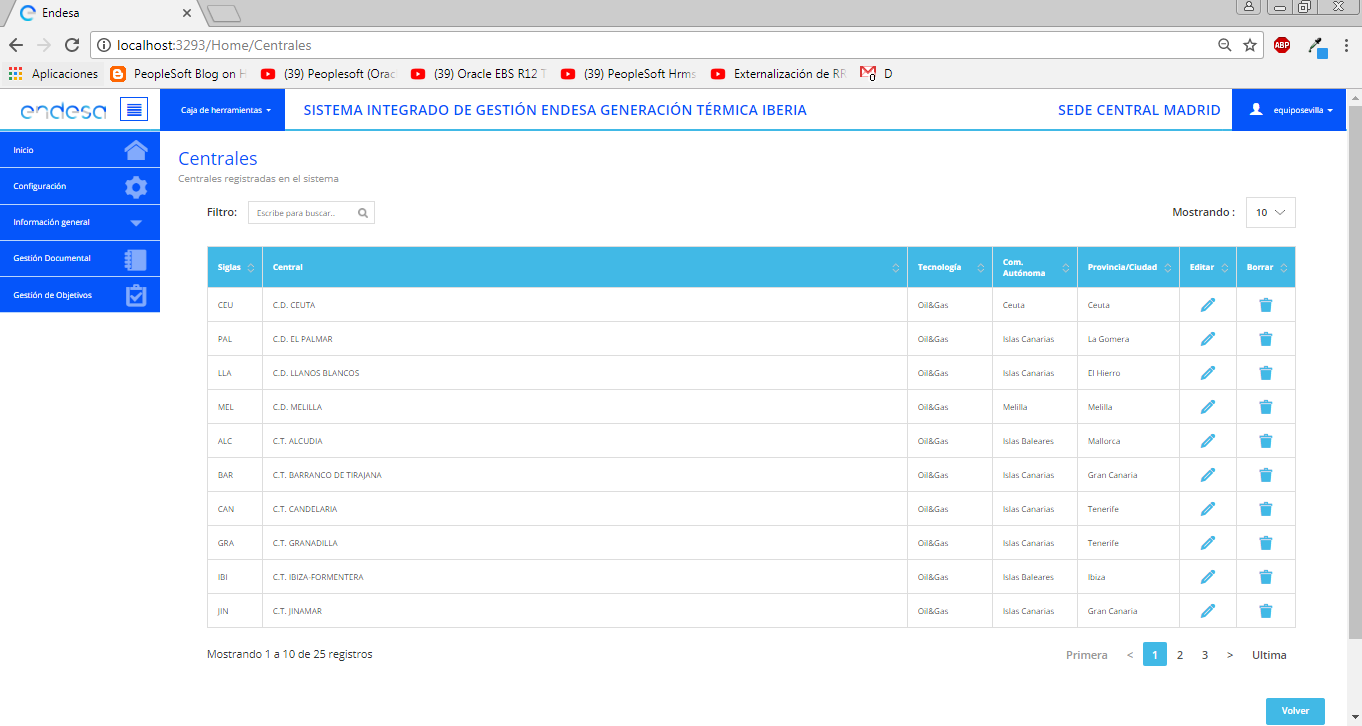 Endesa
localhost:3293/Home/Centrales
ABP
Aplicaciones PeopleSoft Blog on H (39) Peoplesoft (Orac (39) Oracle EBS R12 T (39) PeopleSoft Hrms Externalización de RR 0 D
endesa Caja de herramientas SISTEMA INTEGRADO DE GESTIÓN ENDESA GENERACIÓN TÉRMICA IBERIA SEDE CENTRAL MADRID equiposevilla
Inicio
Configuración
Información general
Gestión Documental
Gestión de Objetivos
Centrales
Centrales registradas en el sistema
Filtro: Escribe para buscar.. Mostrando : 10
Siglas Central Tecnología Com. Autónoma Provincia/Ciudad Editar Borrar
CEU C.D. CEUTA Oil&Gas Ceuta Ceuta
PAL C.D. EL PALMAR Oil&Gas Islas Canarias La Gomera
LLA C.D. LLANOS BLANCOS Oil&Gas Islas Canarias El Hierro
MEL C.D. MELILLA Oil&Gas Melilla Melilla
ALC C.T. ALCUDIA Oil&Gas Islas Baleares Mallorca
BAR C.T. BARRANCO DE TIRAJANA Oil&Gas Islas Canarias Gran Canaria
CAN C.T. CANDELARIA Oil&Gas Islas Canarias Tenerife
GRA C.T. GRANADILLA Oil&Gas Islas Canarias Tenerife
IBI C.T. IBIZA-FORMENTERA Oil&Gas Islas Baleares Ibiza
JIN C.T. JINAMAR Oil&Gas Islas Canarias Gran Canaria
Mostrando 1 a 10 de 25 registros Primera < 1 2 3 > Ultima
Volver